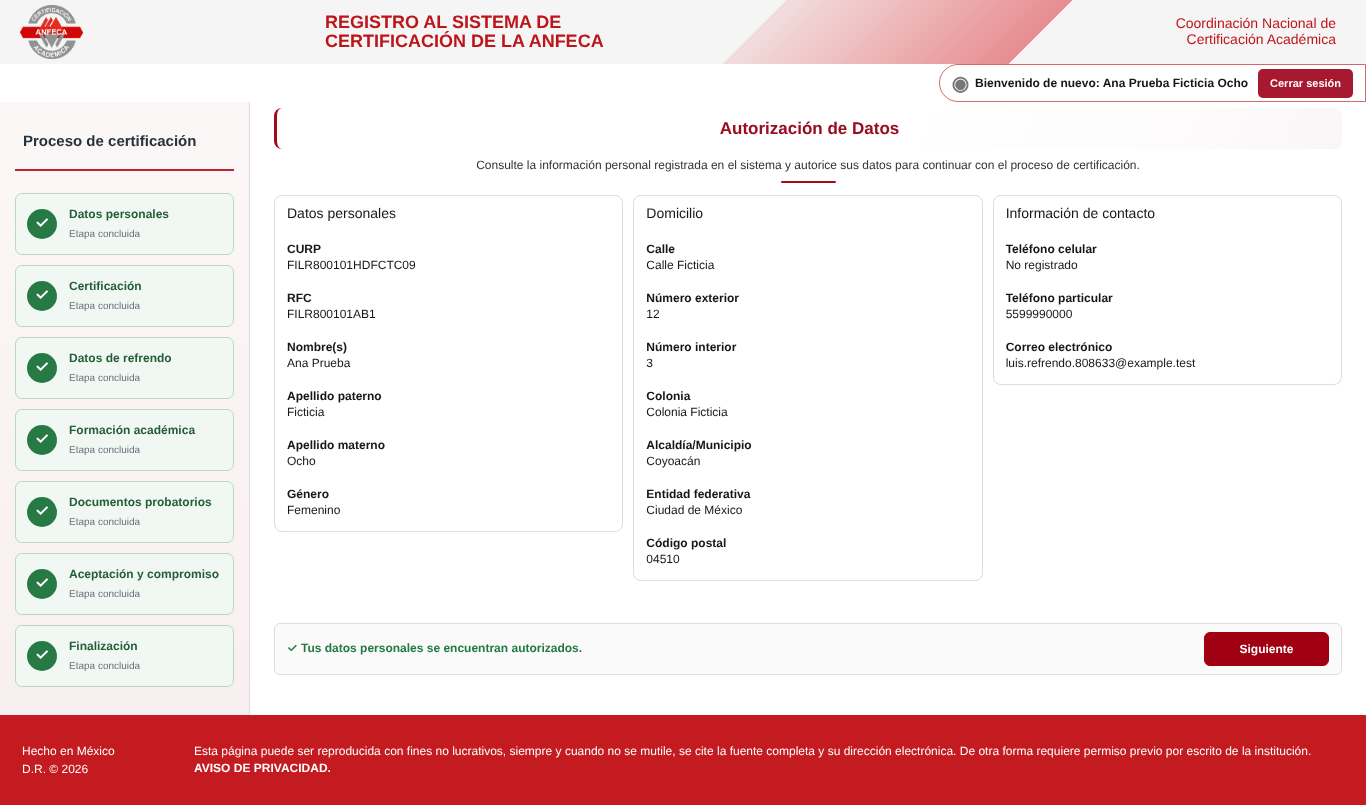 CERTIFICACIÓN
ANFECA
ACADÉMICA
REGISTRO AL SISTEMA DE
CERTIFICACIÓN DE LA ANFECA
Coordinación Nacional de
Certificación Académica
Bienvenido de nuevo: Ana Prueba Ficticia Ocho
Cerrar sesión
Proceso de certificación
Datos personales
Etapa concluida
Certificación
Etapa concluida
Datos de refrendo
Etapa concluida
Formación académica
Etapa concluida
Documentos probatorios
Etapa concluida
Aceptación y compromiso
Etapa concluida
Finalización
Etapa concluida
Autorización de Datos
Consulte la información personal registrada en el sistema y autorice sus datos para continuar con el proceso de certificación.
Datos personales
CURP
FILR800101HDFCTC09
RFC
FILR800101AB1
Nombre(s)
Ana Prueba
Apellido paterno
Ficticia
Apellido materno
Ocho
Género
Femenino
Domicilio
Calle
Calle Ficticia
Número exterior
12
Número interior
3
Colonia
Colonia Ficticia
Alcaldía/Municipio
Coyoacán
Entidad federativa
Ciudad de México
Código postal
04510
Información de contacto
Teléfono celular
No registrado
Teléfono particular
5599990000
Correo electrónico
luis.refrendo.808633@example.test
Tus datos personales se encuentran autorizados.
Siguiente
Hecho en México
D.R. © 2026
Esta página puede ser reproducida con fines no lucrativos, siempre y cuando no se mutile, se cite la fuente completa y su dirección electrónica. De otra forma requiere permiso previo por escrito de la institución.
AVISO DE PRIVACIDAD.